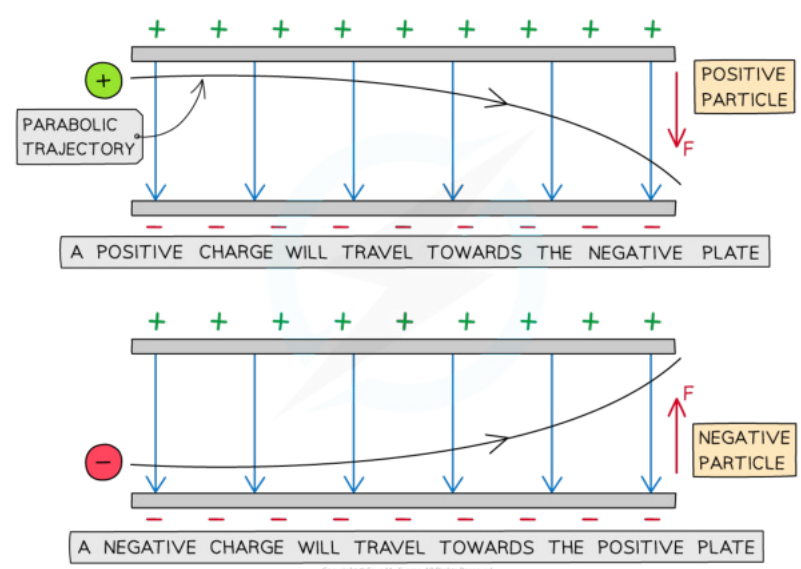 + + + + + + + + +
+
POSITIVE
PARTICLE
PARABOLIC
TRAJECTORY
F
− − − − − − − − −
A POSITIVE CHARGE WILL TRAVEL TOWARDS THE NEGATIVE PLATE
+ + + + + + + + +
F
NEGATIVE
PARTICLE
−
− − − − − − − − −
A NEGATIVE CHARGE WILL TRAVEL TOWARDS THE POSITIVE PLATE